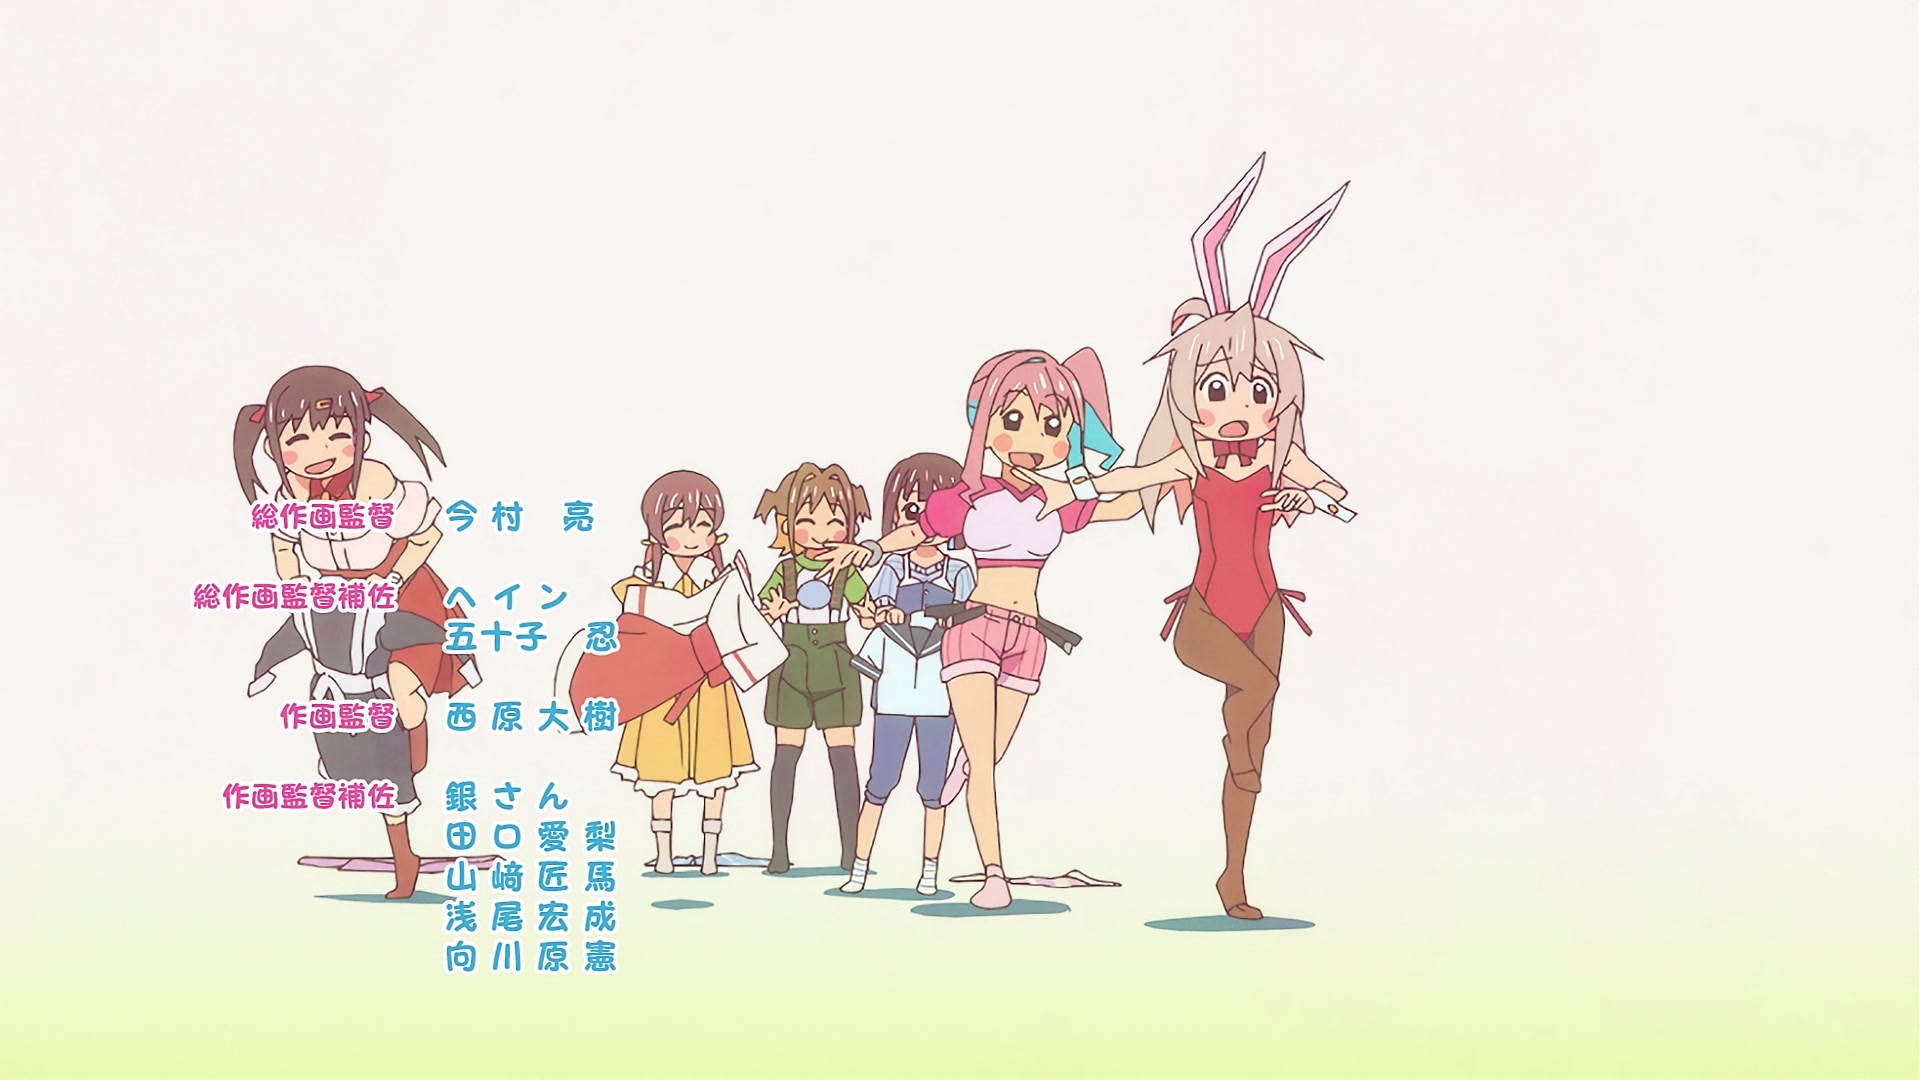 総作画監督 今村 亮
総作画監督補佐 ヘイン
五十子 忍
作画監督 西原大樹
作画監督補佐 銀さん
田口愛梨
山﨑匠馬
浅尾宏成
向川原憲